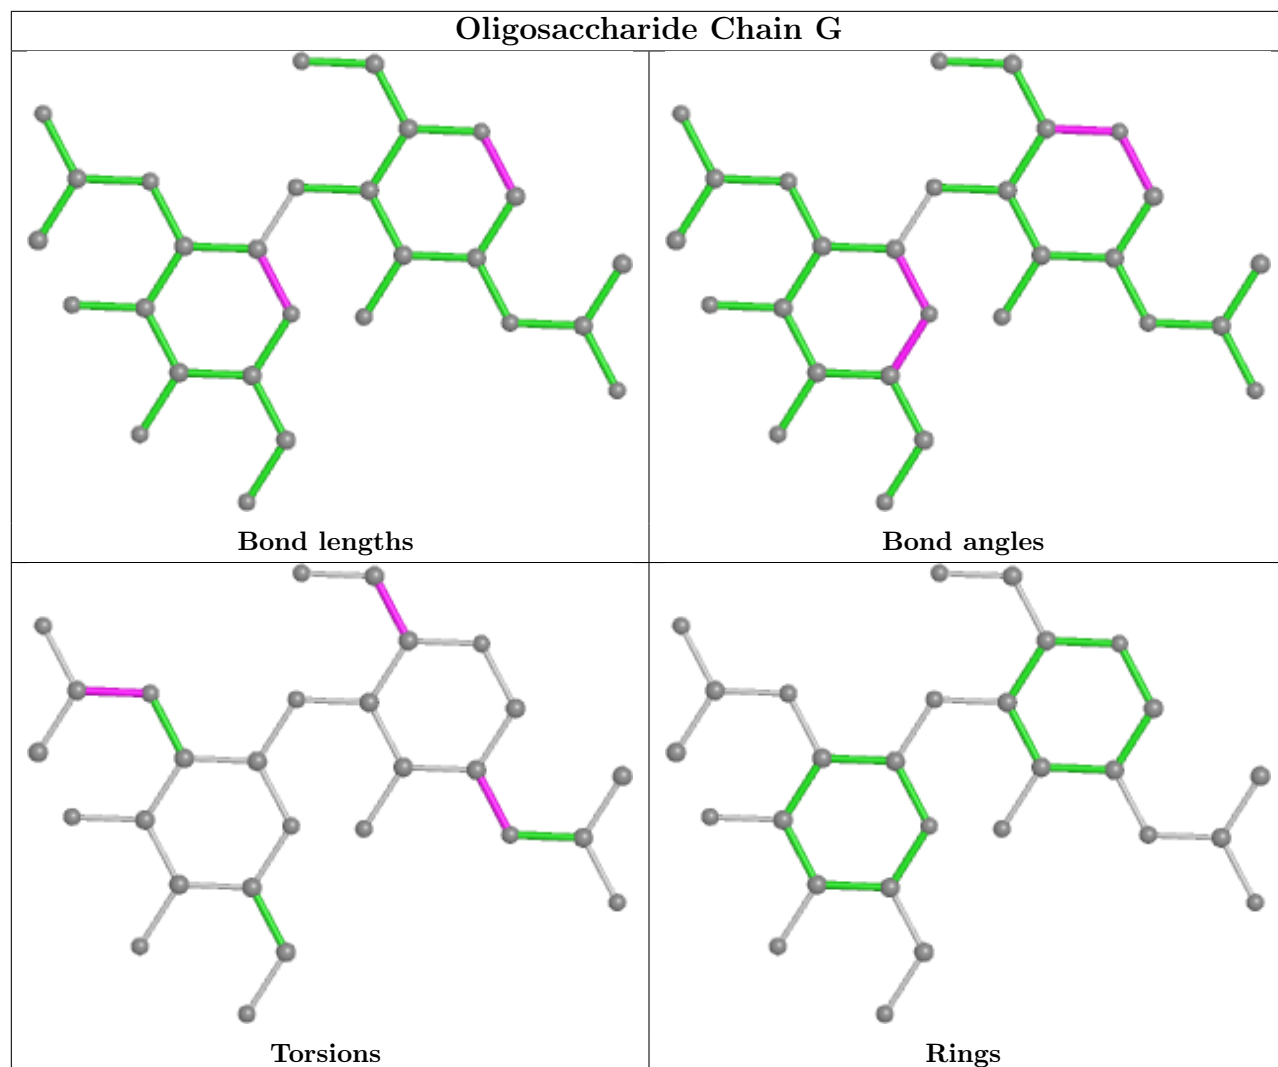 Oligosaccharide Chain G
Bond lengths
Bond angles
Torsions
Rings